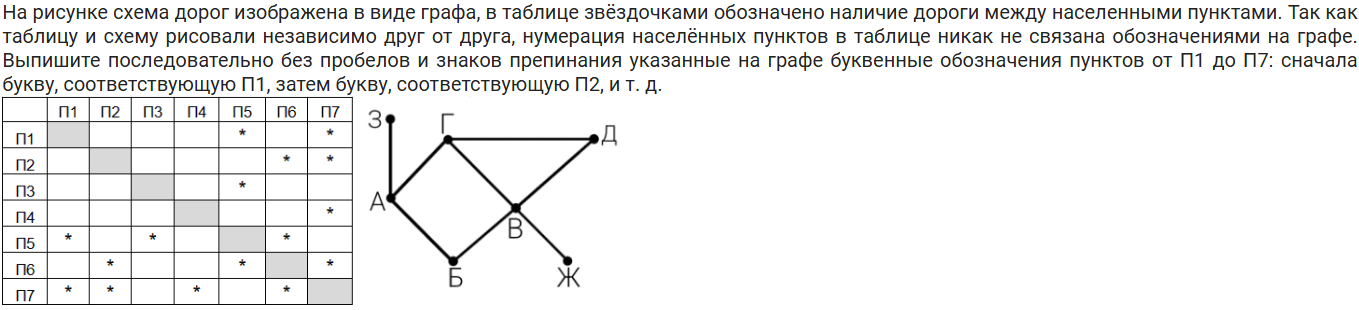 На рисунке схема дорог изображена в виде графа, в таблице звёздочками обозначено наличие дороги между населенными пунктами. Так как
таблицу и схему рисовали независимо друг от друга, нумерация населённых пунктов в таблице никак не связана обозначениями на графе.
Выпишите последовательно без пробелов и знаков препинания указанные на графе буквенные обозначения пунктов от П1 до П7: сначала
букву, соответствующую П1, затем букву, соответствующую П2, и т. д.
П1 П2 П3 П4 П5 П6 П7
П1 * *
П2 * *
П3 *
П4 *
П5 * * *
П6 * * *
П7 * * * *
З Г Д
А В
Б Ж